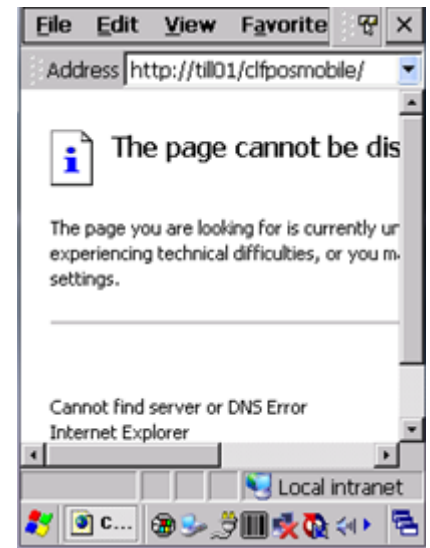 File Edit View Favorite
Address http://till01/clfposmobile/
The page cannot be dis
The page you are looking for is currently un
experiencing technical difficulties, or you m
settings.
Cannot find server or DNS Error
Internet Explorer
Local intranet
C...